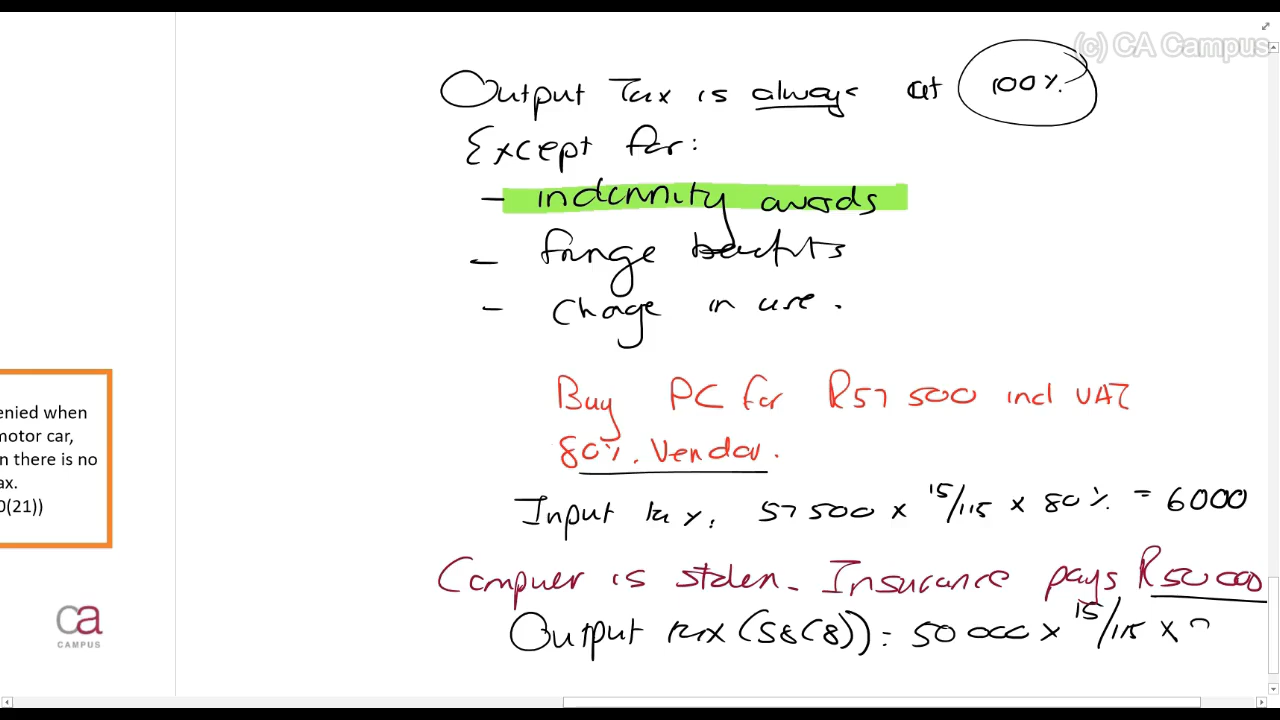 (c) CA Campus
Output Tax is always at 100%
Except for:
- indemnity awards
- fringe benefits
- Change in use.
enied when
motor car,
n there is no
ax.
0(21))
Buy PC for R57 500 incl VAT
80% Vendor.
Input tax: 57 500 x 15/115 x 80% = 6000
Compuer is stolen. Insurance pays R50 000
Output tax (S8(8)) = 50 000 x 15/115 x
ca
CAMPUS